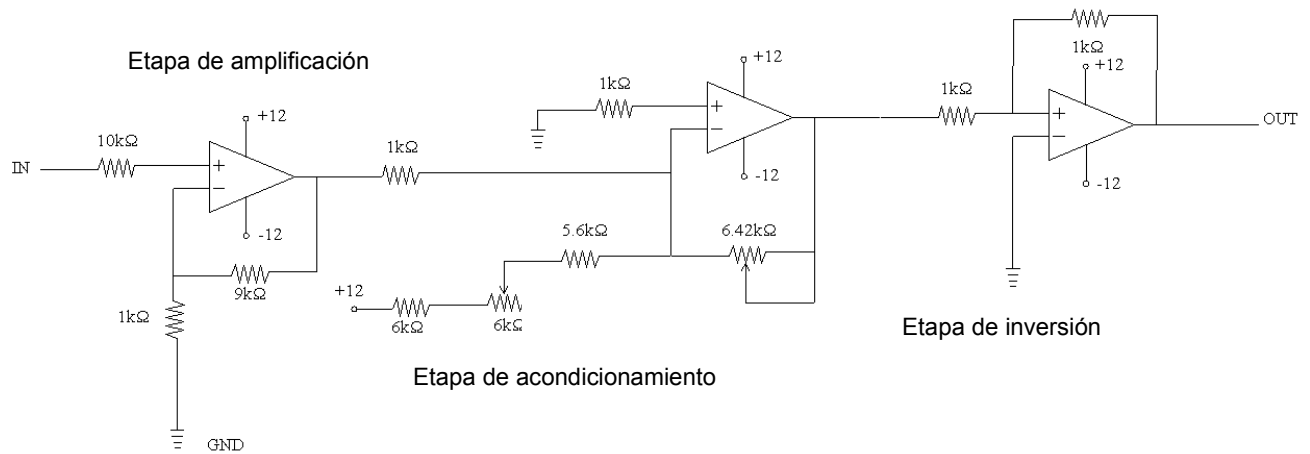 Etapa de amplificación
+12
10kΩ
IN
+
−
-12
9kΩ
1kΩ
GND
1kΩ
1kΩ
+12
+
−
-12
5.6kΩ
6.42kΩ
+12
6kΩ
6kΩ
Etapa de acondicionamiento
1kΩ
1kΩ
+12
+
−
-12
OUT
Etapa de inversión